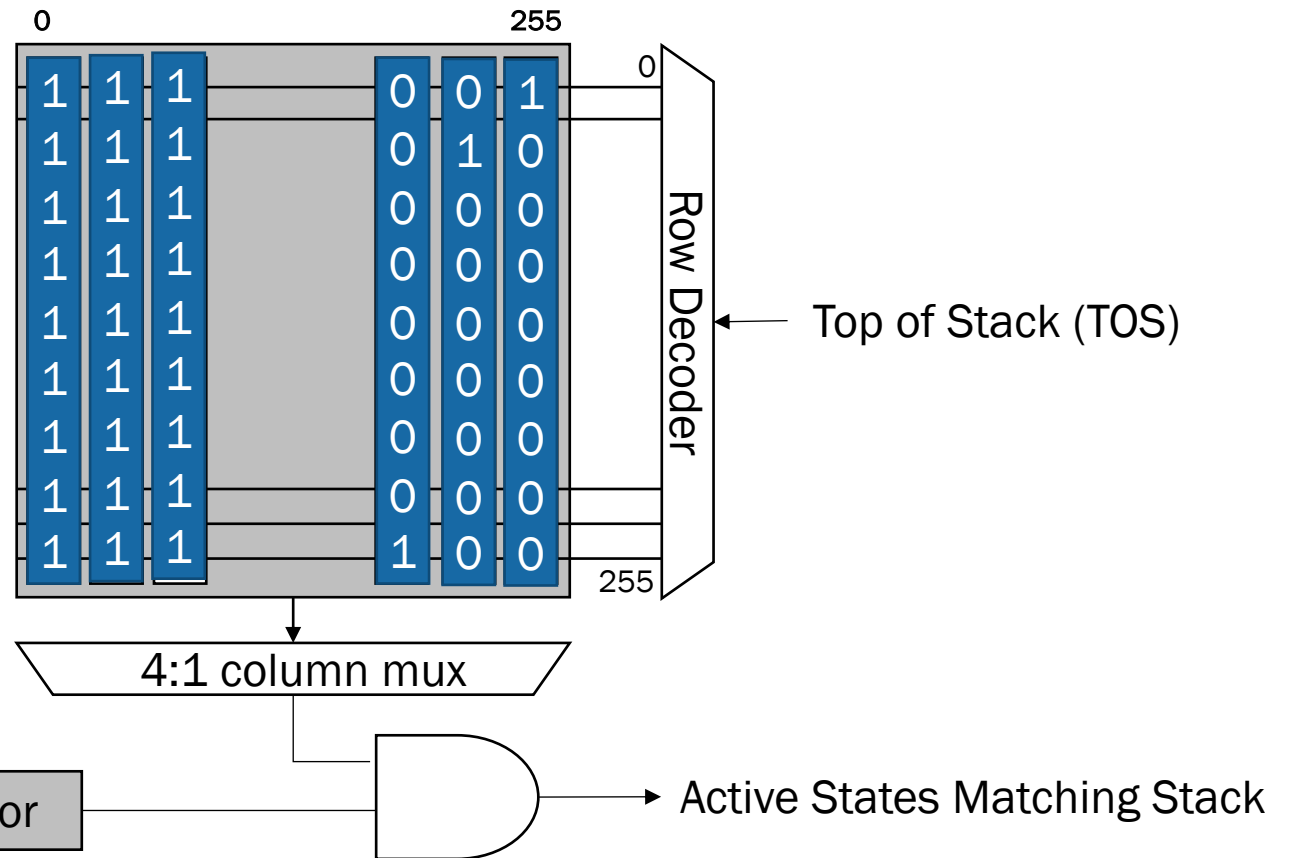 0 255
0
1 1 1 0 0 1
1 1 1 0 1 0
1 1 1 0 0 0
1 1 1 0 0 0
1 1 1 0 0 0
1 1 1 0 0 0
1 1 1 0 0 0
1 1 1 0 0 0
1 1 1 1 0 0
255
Row Decoder
Top of Stack (TOS)
4:1 column mux
or
Active States Matching Stack